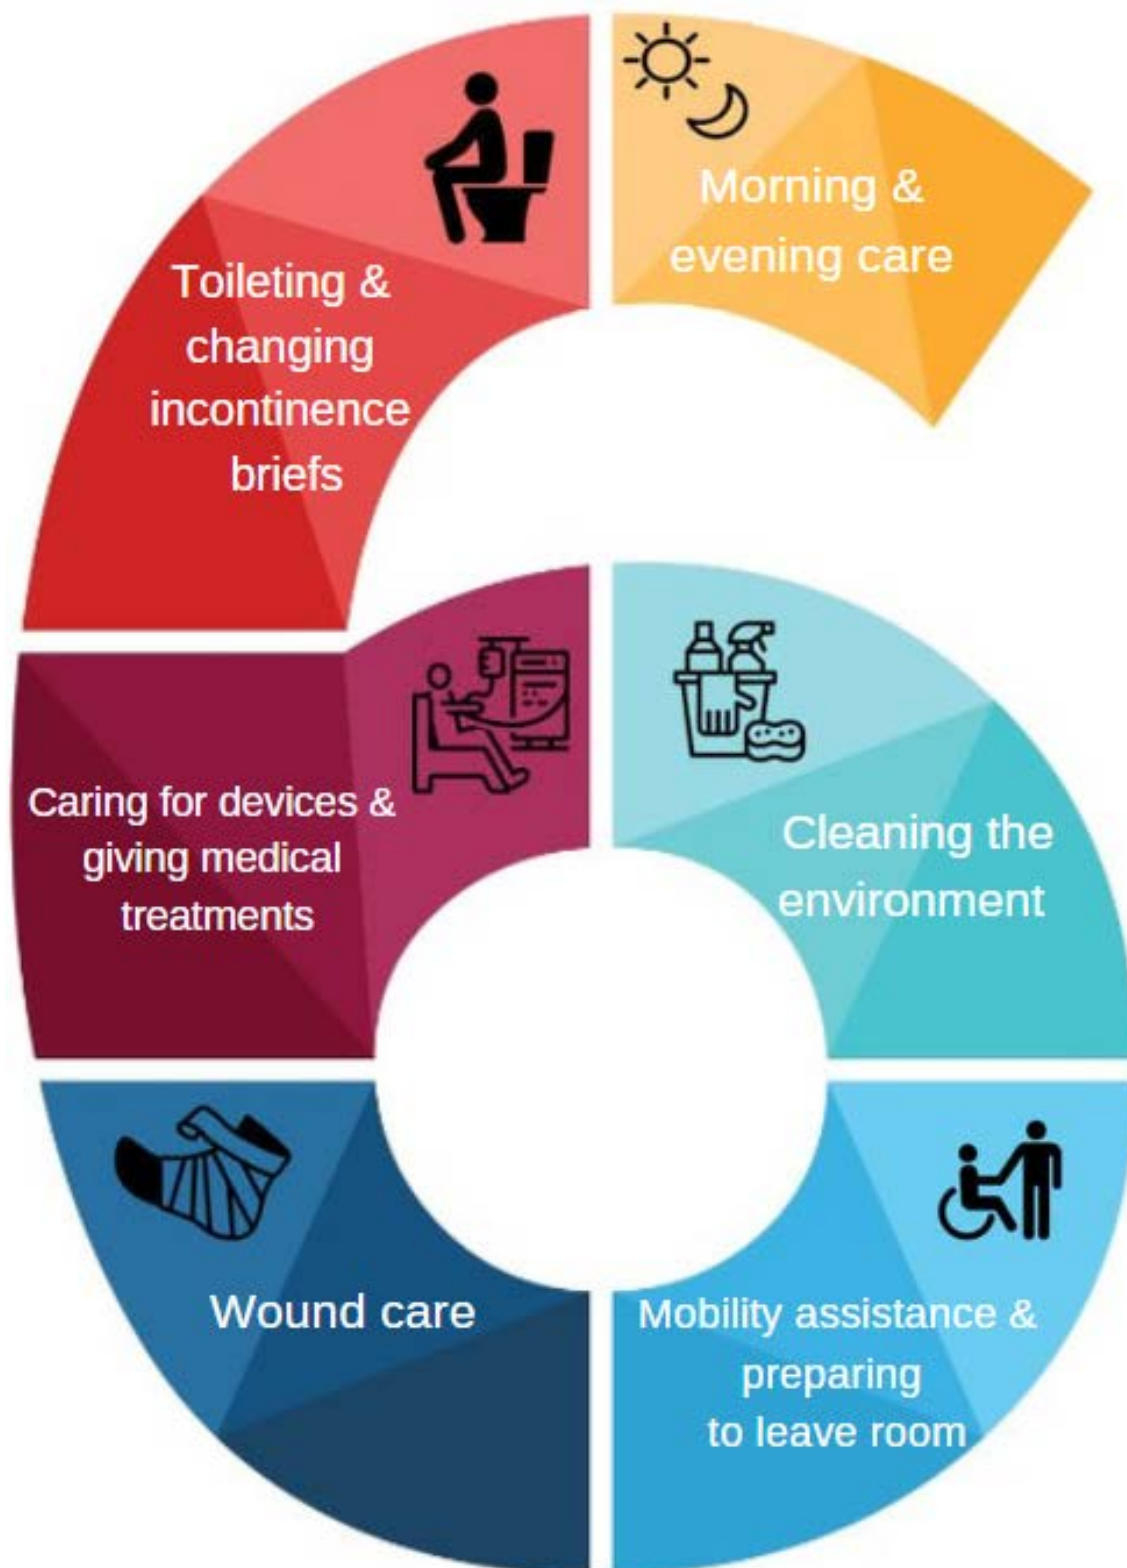 Morning &
evening care
Toileting &
changing
incontinence
briefs
Caring for devices &
giving medical
treatments
Cleaning the
environment
Wound care
Mobility assistance &
preparing
to leave room